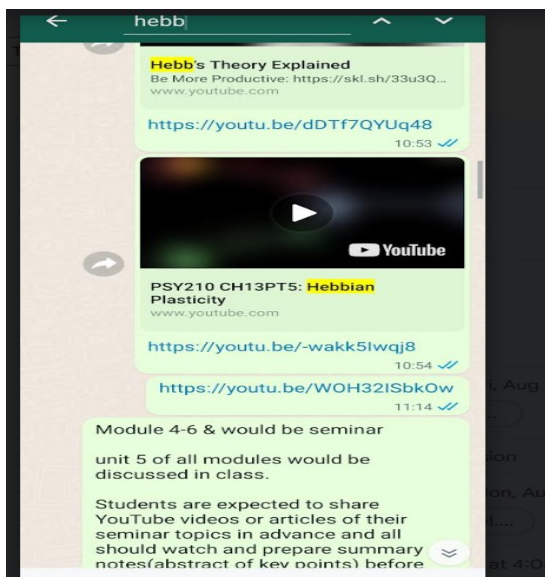 hebb
Hebb's Theory Explained
Be More Productive: https://skl.sh/33u3Q...
www.youtube.com
https://youtu.be/dDTf7QYUq48
10:53
YouTube
PSY210 CH13PT5: Hebbian
Plasticity
www.youtube.com
https://youtu.be/-wakk5Iwqj8
10:54
https://youtu.be/WOH32ISbkOw
11:14
Module 4-6 & would be seminar
unit 5 of all modules would be
discussed in class.
Students are expected to share
YouTube videos or articles of their
seminar topics in advance and all
should watch and prepare summary
notes(abstract of key points) before